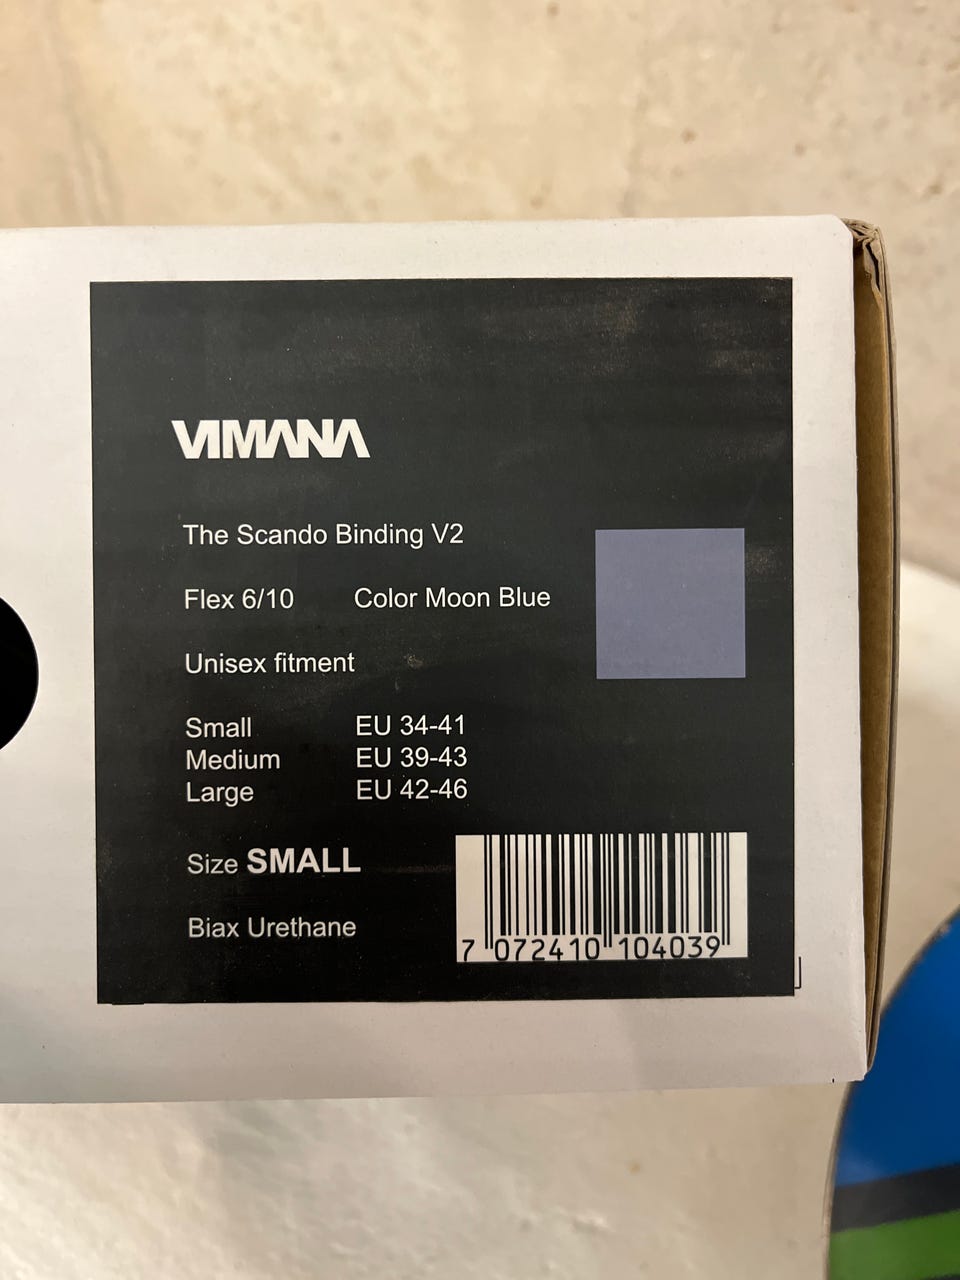 VIMANA
The Scando Binding V2
Flex 6/10 Color Moon Blue
Unisex fitment
Small EU 34-41
Medium EU 39-43
Large EU 42-46
Size SMALL
Biax Urethane
7 072410 104039